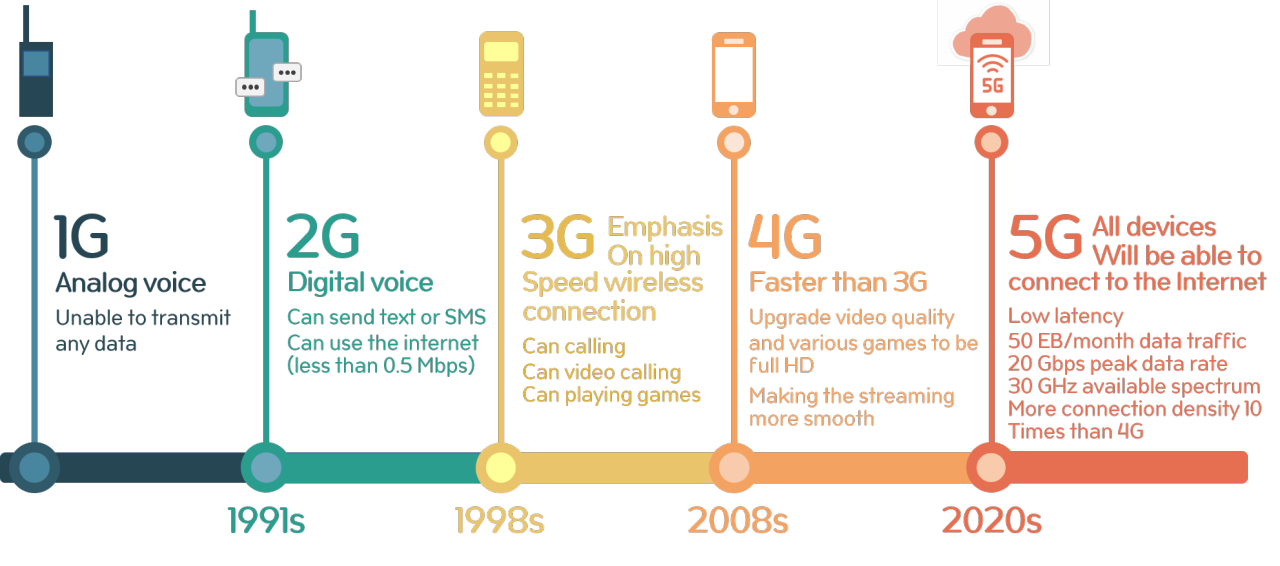 5G
1G
Analog voice
Unable to transmit
any data
2G
Digital voice
Can send text or SMS
Can use the internet
(less than 0.5 Mbps)
3G Emphasis
On high
Speed wireless
connection
Can calling
Can video calling
Can playing games
4G
Faster than 3G
Upgrade video quality
and various games to be
full HD
Making the streaming
more smooth
5G All devices
Will be able to
connect to the Internet
Low latency
50 EB/month data traffic
20 Gbps peak data rate
30 GHz available spectrum
More connection density 10
Times than 4G
1991s
1998s
2008s
2020s